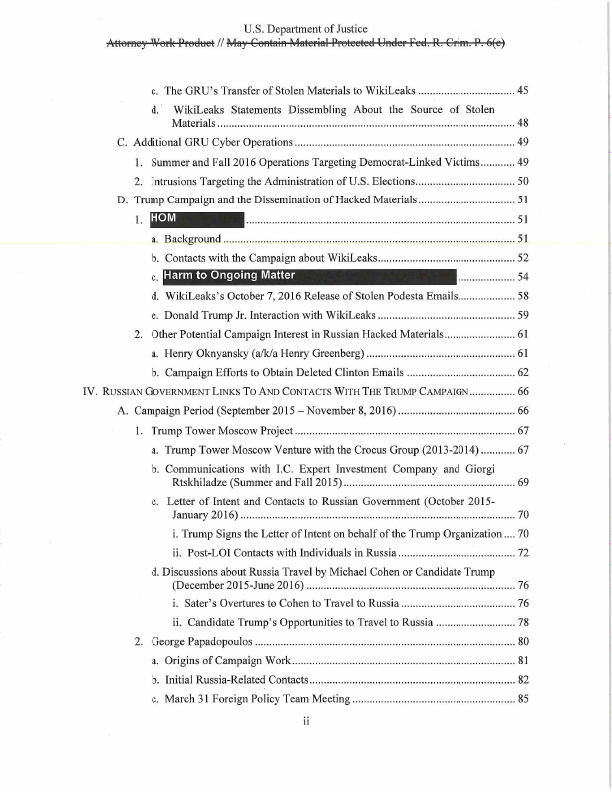 U.S. Department of Justice
Attorney Work Product // May Contain Material Protected Under Fed. R. Crim. P. 6(e)
c. The GRU's Transfer of Stolen Materials to WikiLeaks .................................. 45
d. WikiLeaks Statements Dissembling About the Source of Stolen
Materials ........................................................................................................ 48
C. Additional GRU Cyber Operations ............................................................................. 49
1. Summer and Fall 2016 Operations Targeting Democrat-Linked Victims............ 49
2. Intrusions Targeting the Administration of U.S. Elections................................... 50
D. Trump Campaign and the Dissemination of Hacked Materials .................................. 51
1. HOM .............................................................................................. 51
a. Background ...................................................................................................... 51
b. Contacts with the Campaign about WikiLeaks................................................ 52
c. Harm to Ongoing Matter .................... 54
d. WikiLeaks's October 7, 2016 Release of Stolen Podesta Emails.................... 58
e. Donald Trump Jr. Interaction with WikiLeaks ................................................ 59
2. Other Potential Campaign Interest in Russian Hacked Materials......................... 61
a. Henry Oknyansky (a/k/a Henry Greenberg) .................................................... 61
b. Campaign Efforts to Obtain Deleted Clinton Emails ...................................... 62
IV. RUSSIAN GOVERNMENT LINKS TO AND CONTACTS WITH THE TRUMP CAMPAIGN................ 66
A. Campaign Period (September 2015 – November 8, 2016) ......................................... 66
1. Trump Tower Moscow Project ............................................................................. 67
a. Trump Tower Moscow Venture with the Crocus Group (2013-2014) ............ 67
b. Communications with I.C. Expert Investment Company and Giorgi
Rtskhiladze (Summer and Fall 2015)............................................................ 69
c. Letter of Intent and Contacts to Russian Government (October 2015-
January 2016) ................................................................................................ 70
i. Trump Signs the Letter of Intent on behalf of the Trump Organization .... 70
ii. Post-LOI Contacts with Individuals in Russia ......................................... 72
d. Discussions about Russia Travel by Michael Cohen or Candidate Trump
(December 2015-June 2016) ......................................................................... 76
i. Sater's Overtures to Cohen to Travel to Russia ........................................ 76
ii. Candidate Trump's Opportunities to Travel to Russia ............................ 78
2. George Papadopoulos ........................................................................................... 80
a. Origins of Campaign Work.............................................................................. 81
b. Initial Russia-Related Contacts........................................................................ 82
c. March 31 Foreign Policy Team Meeting ......................................................... 85
ii